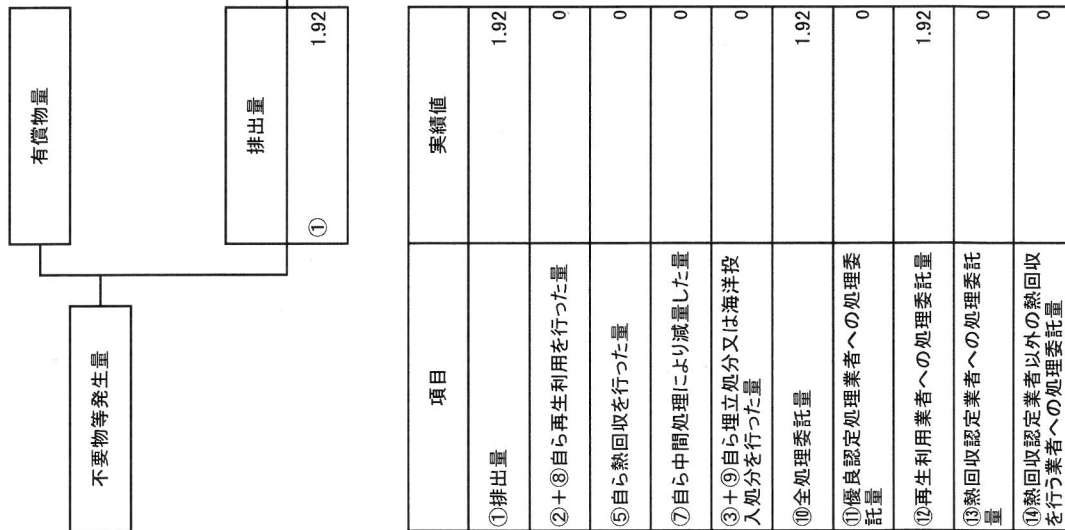 不要物等発生量
有償物量
排出量
① 1.92
項目 実績値
①排出量 1.92
②+⑧自ら再生利用を行った量 0
⑤自ら熱回収を行った量 0
⑦自ら中間処理により減量した量 0
③+⑨自ら埋立処分又は海洋投
入処分を行った量 0
⑩全処理委託量 1.92
⑪優良認定処理業者への処理委
託量 0
⑫再生利用業者への処理委託量 1.92
⑬熱回収認定業者への処理委託
量 0
⑭熱回収認定業者以外の熱回収
を行う業者への処理委託量 0